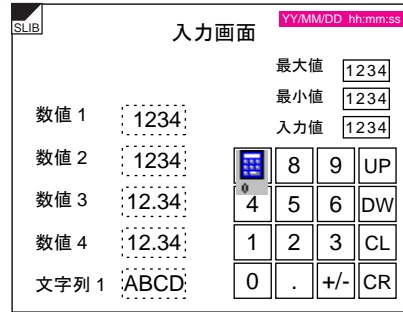 SLIB
入力画面
YY/MM/DD hh:mm:ss
最大値 1234
最小値 1234
入力値 1234
数値 1 1234
数値 2 1234
数値 3 12.34
数値 4 12.34
文字列 1 ABCD
8 9 UP
0
4 5 6 DW
1 2 3 CL
0 . +/- CR